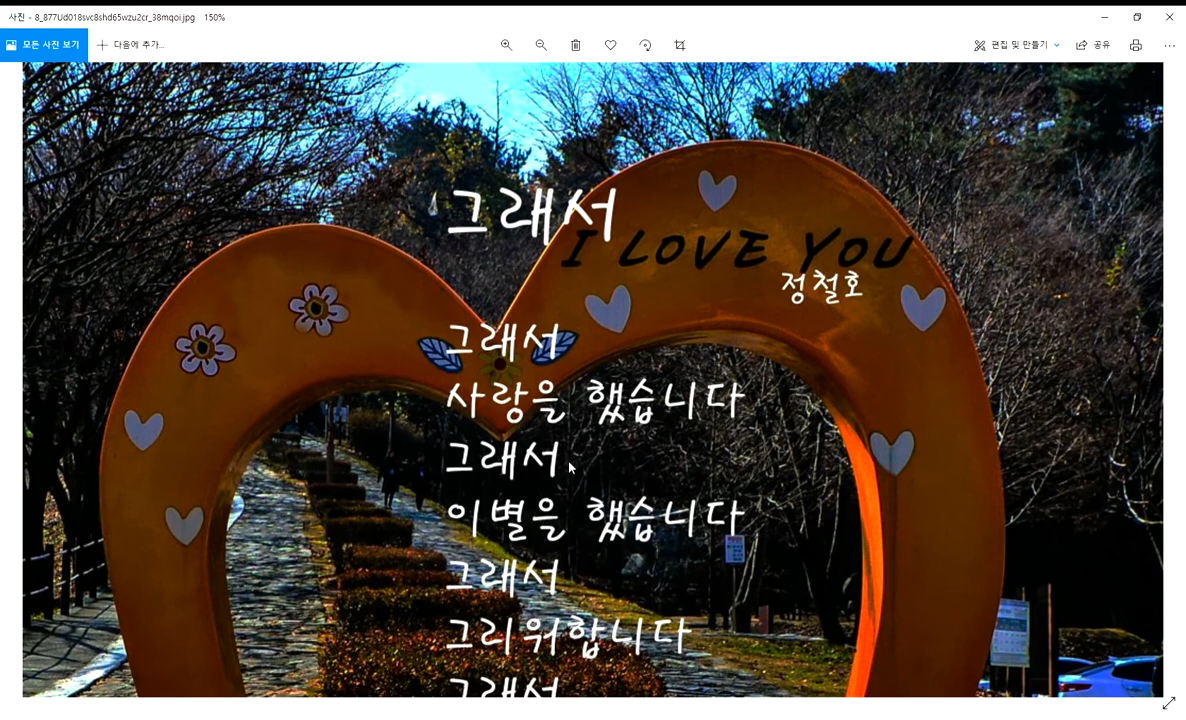 사진 - 8_877Ud018svc8shd65wzu2cr_38mqoi.jpg 150%
모든 사진 보기 다음에 추가... 편집 및 만들기 공유
그래서
I LOVE YOU
정철호
그래서
사랑을 했습니다
그래서
이별을 했습니다
그래서
그리워합니다
그래서